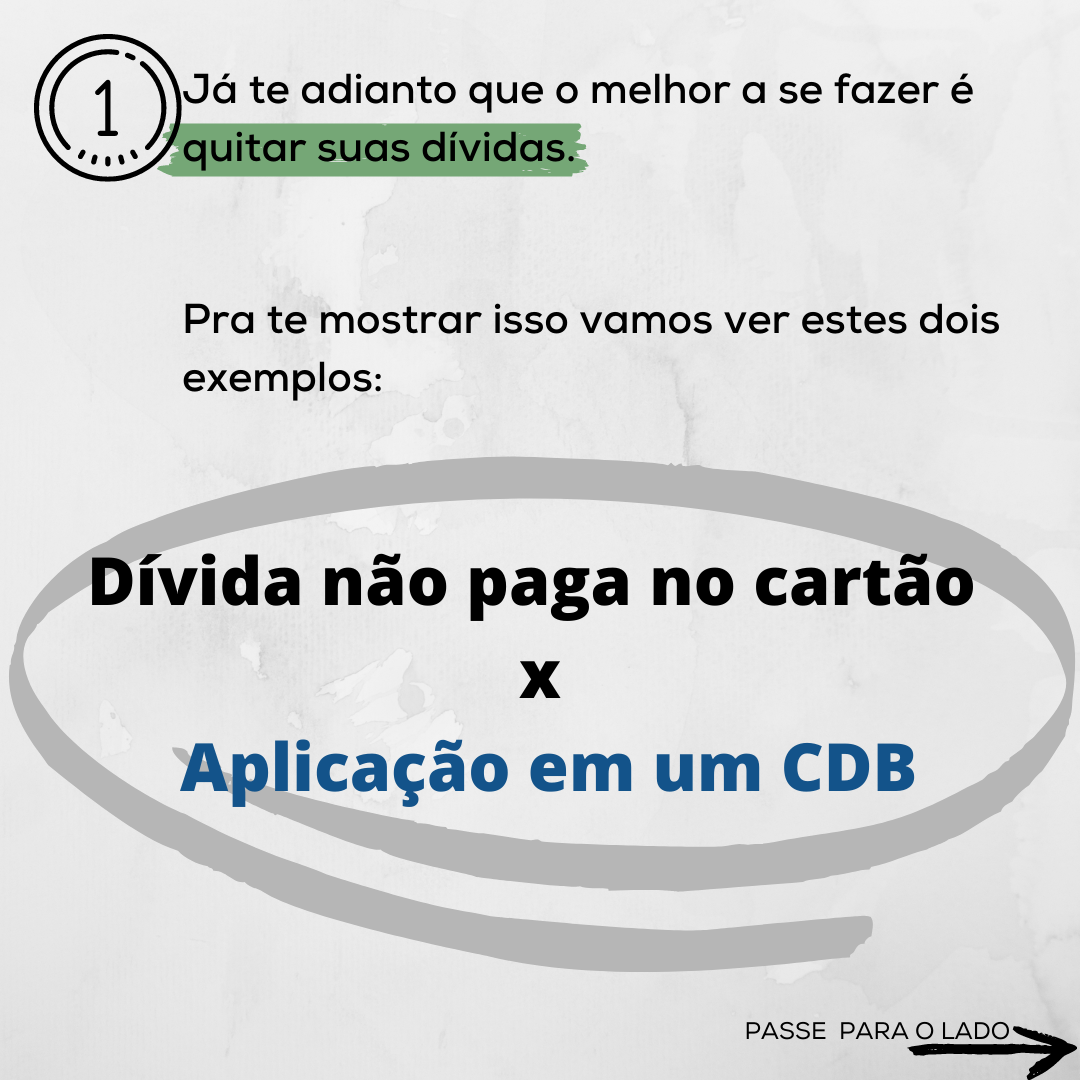 1
Já te adianto que o melhor a se fazer é
quitar suas dívidas.
Pra te mostrar isso vamos ver estes dois
exemplos:
Dívida não paga no cartão
x
Aplicação em um CDB
PASSE PARA O LADO